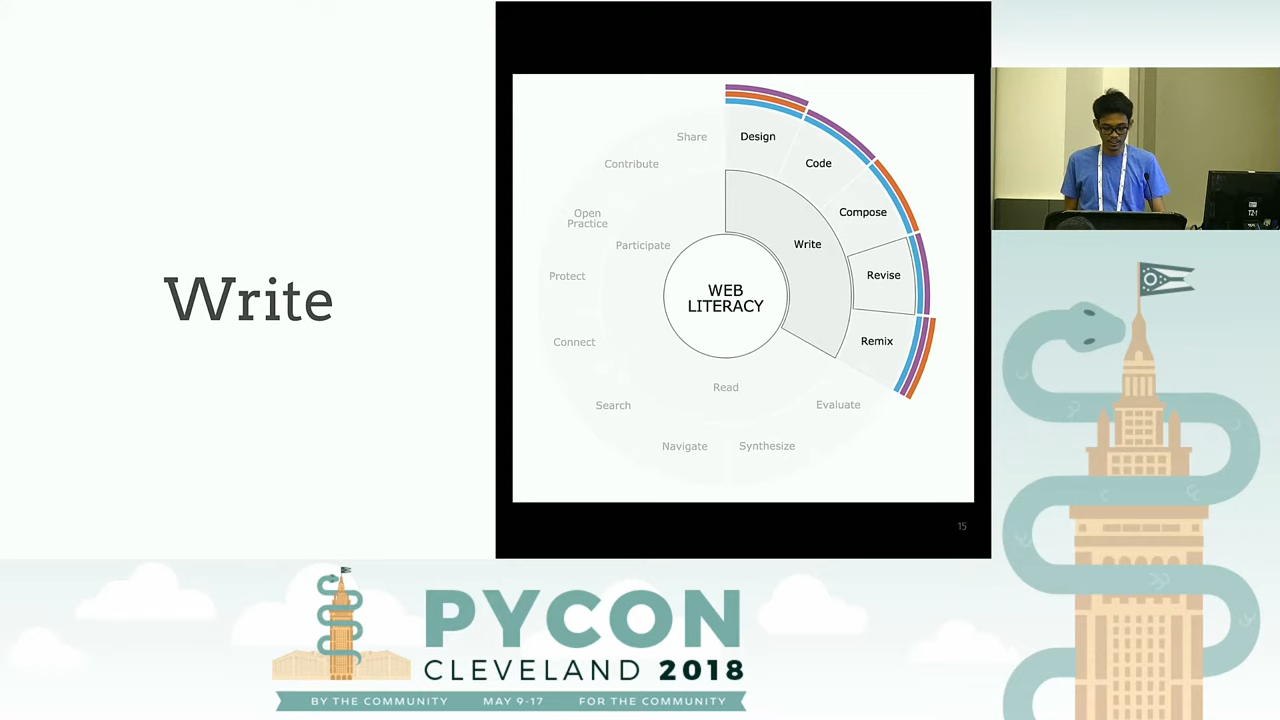 Write
Share
Design
Contribute
Code
Open
Practice
Compose
Participate
Write
Protect
Revise
WEB
LITERACY
Connect
Remix
Read
Search
Evaluate
Navigate
Synthesize
15
PYCON
CLEVELAND 2018
BY THE COMMUNITY MAY 9-17 FOR THE COMMUNITY